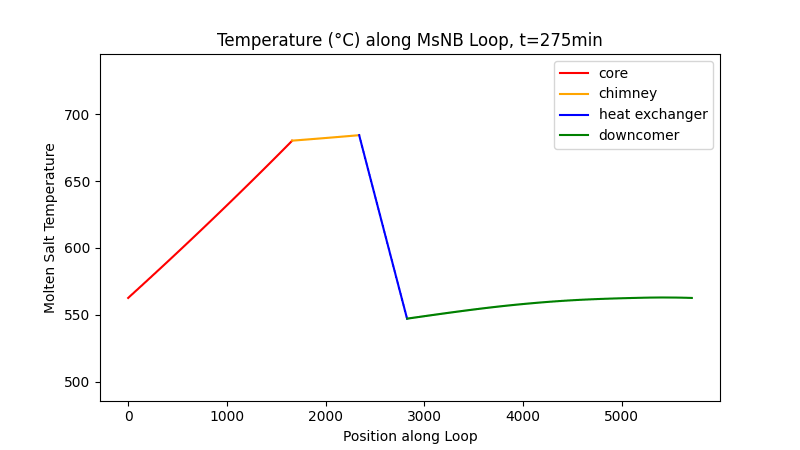 Temperature (°C) along MsNB Loop, t=275min
core
chimney
heat exchanger
downcomer
Molten Salt Temperature
700
650
600
550
500
0 1000 2000 3000 4000 5000
Position along Loop